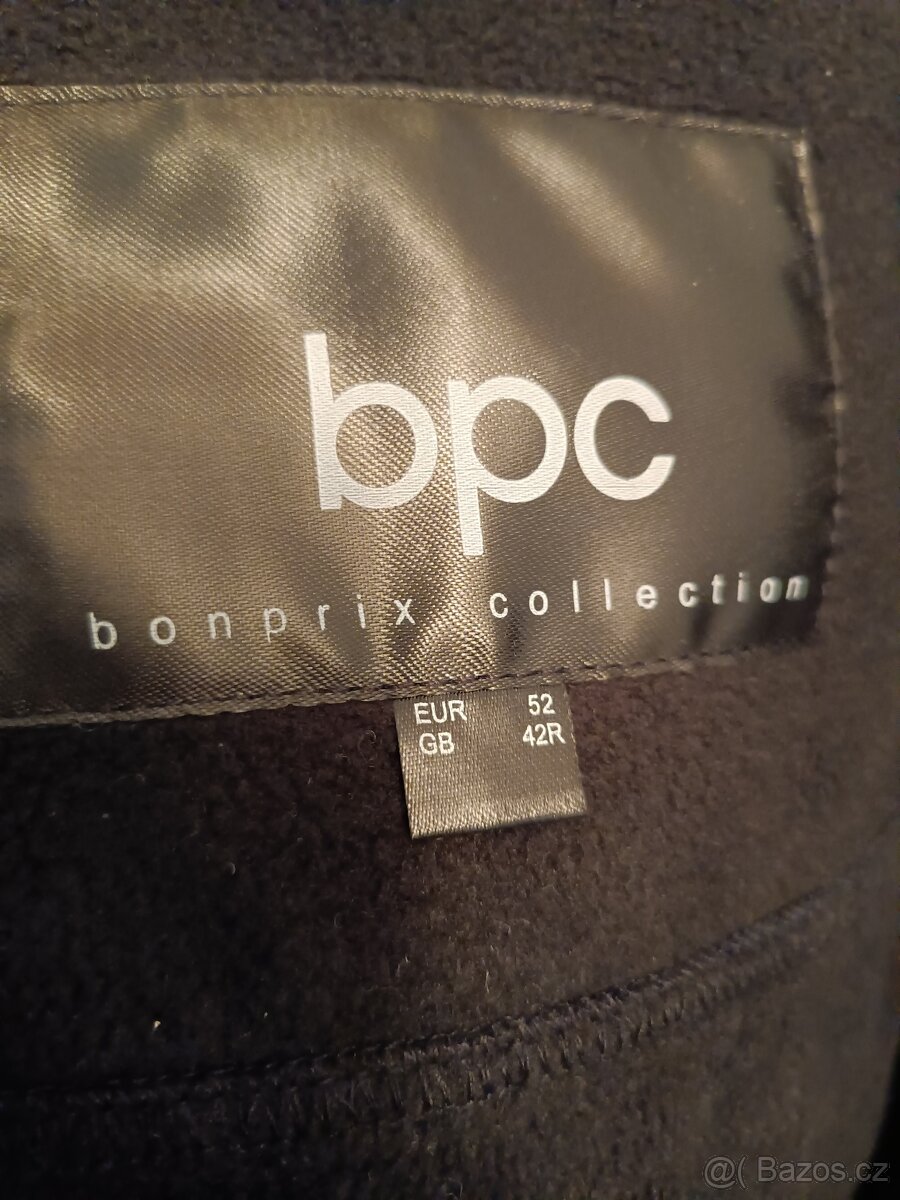 bpc
bonprix collection
EUR 52
GB 42R
@( Bazos.cz